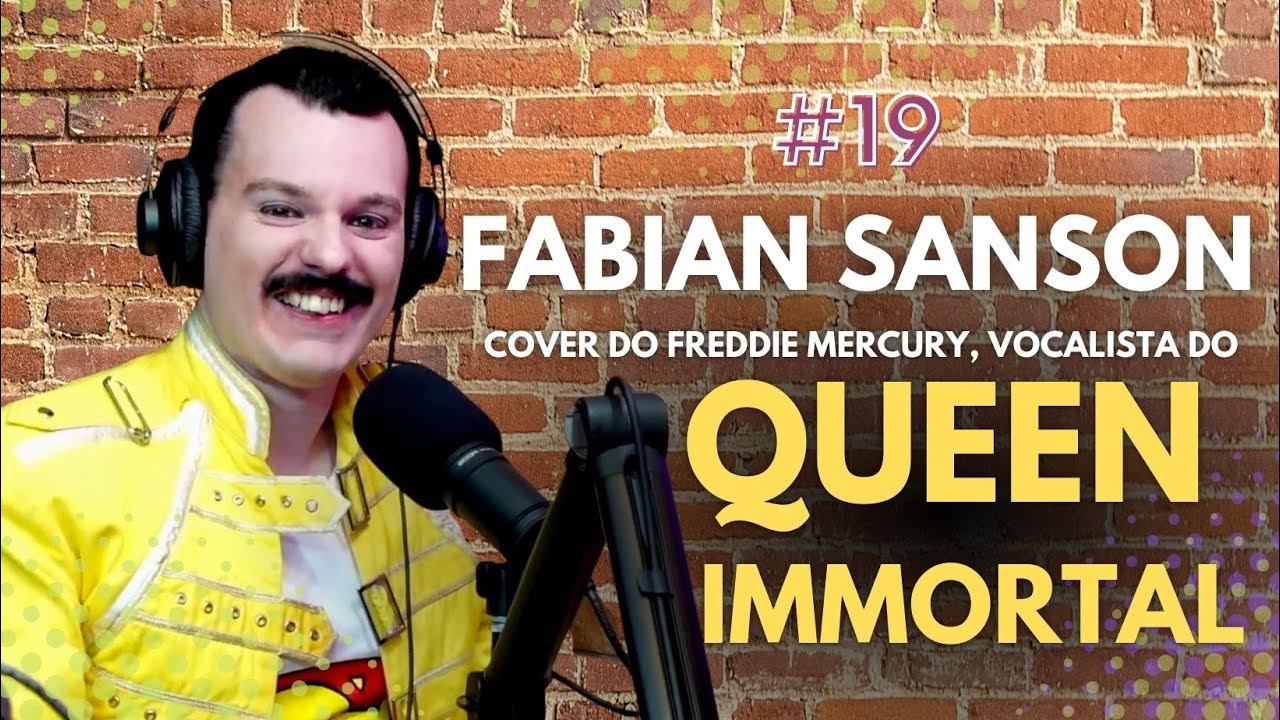 #19
FABIAN SANSON
COVER DO FREDDIE MERCURY, VOCALISTA DO
QUEEN
IMMORTAL